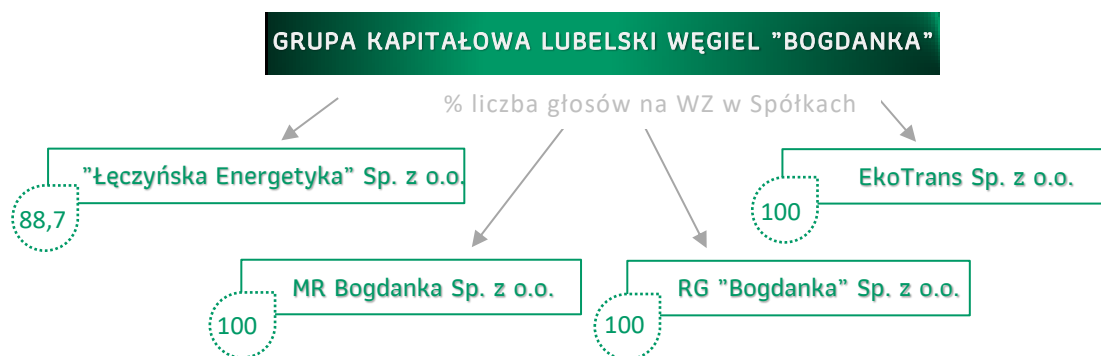 GRUPA KAPITAŁOWA LUBELSKI WĘGIEL ”BOGDANKA”
% liczba głosów na WZ w Spółkach
”Łęczyńska Energetyka” Sp. z o.o.
88,7
EkoTrans Sp. z o.o.
100
MR Bogdanka Sp. z o.o.
100
RG ”Bogdanka” Sp. z o.o.
100